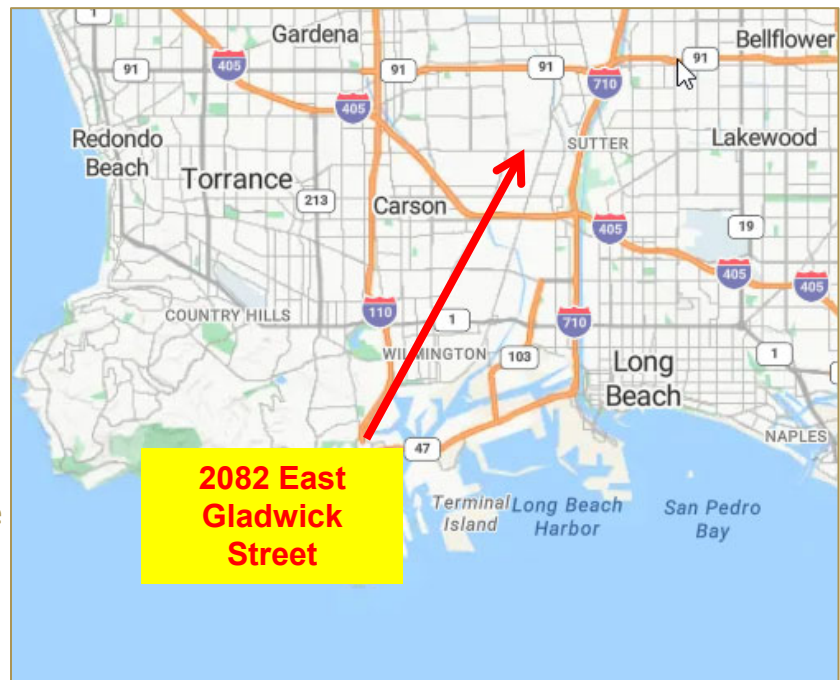 1
Gardena
Bellflower
91
405
91
91
91
710
405
Redondo
Beach
SUTTER
Lakewood
Torrance
213
Carson
19
405
405
405
COUNTRY HILLS
110
1
710
WILMINGTON
103
1
Long
Beach
NAPLES
47
2082 East
Gladwick
Street
Terminal
Island
Long Beach
Harbor
San Pedro
Bay